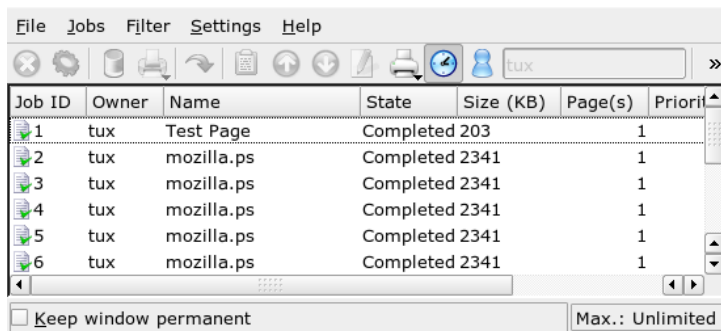 File Jobs Filter Settings Help
tux »
Job ID Owner Name State Size (KB) Page(s) Priorit
1 tux Test Page Completed 203 1
2 tux mozilla.ps Completed 2341 1
3 tux mozilla.ps Completed 2341 1
4 tux mozilla.ps Completed 2341 1
5 tux mozilla.ps Completed 2341 1
6 tux mozilla.ps Completed 2341 1
Keep window permanent Max.: Unlimited